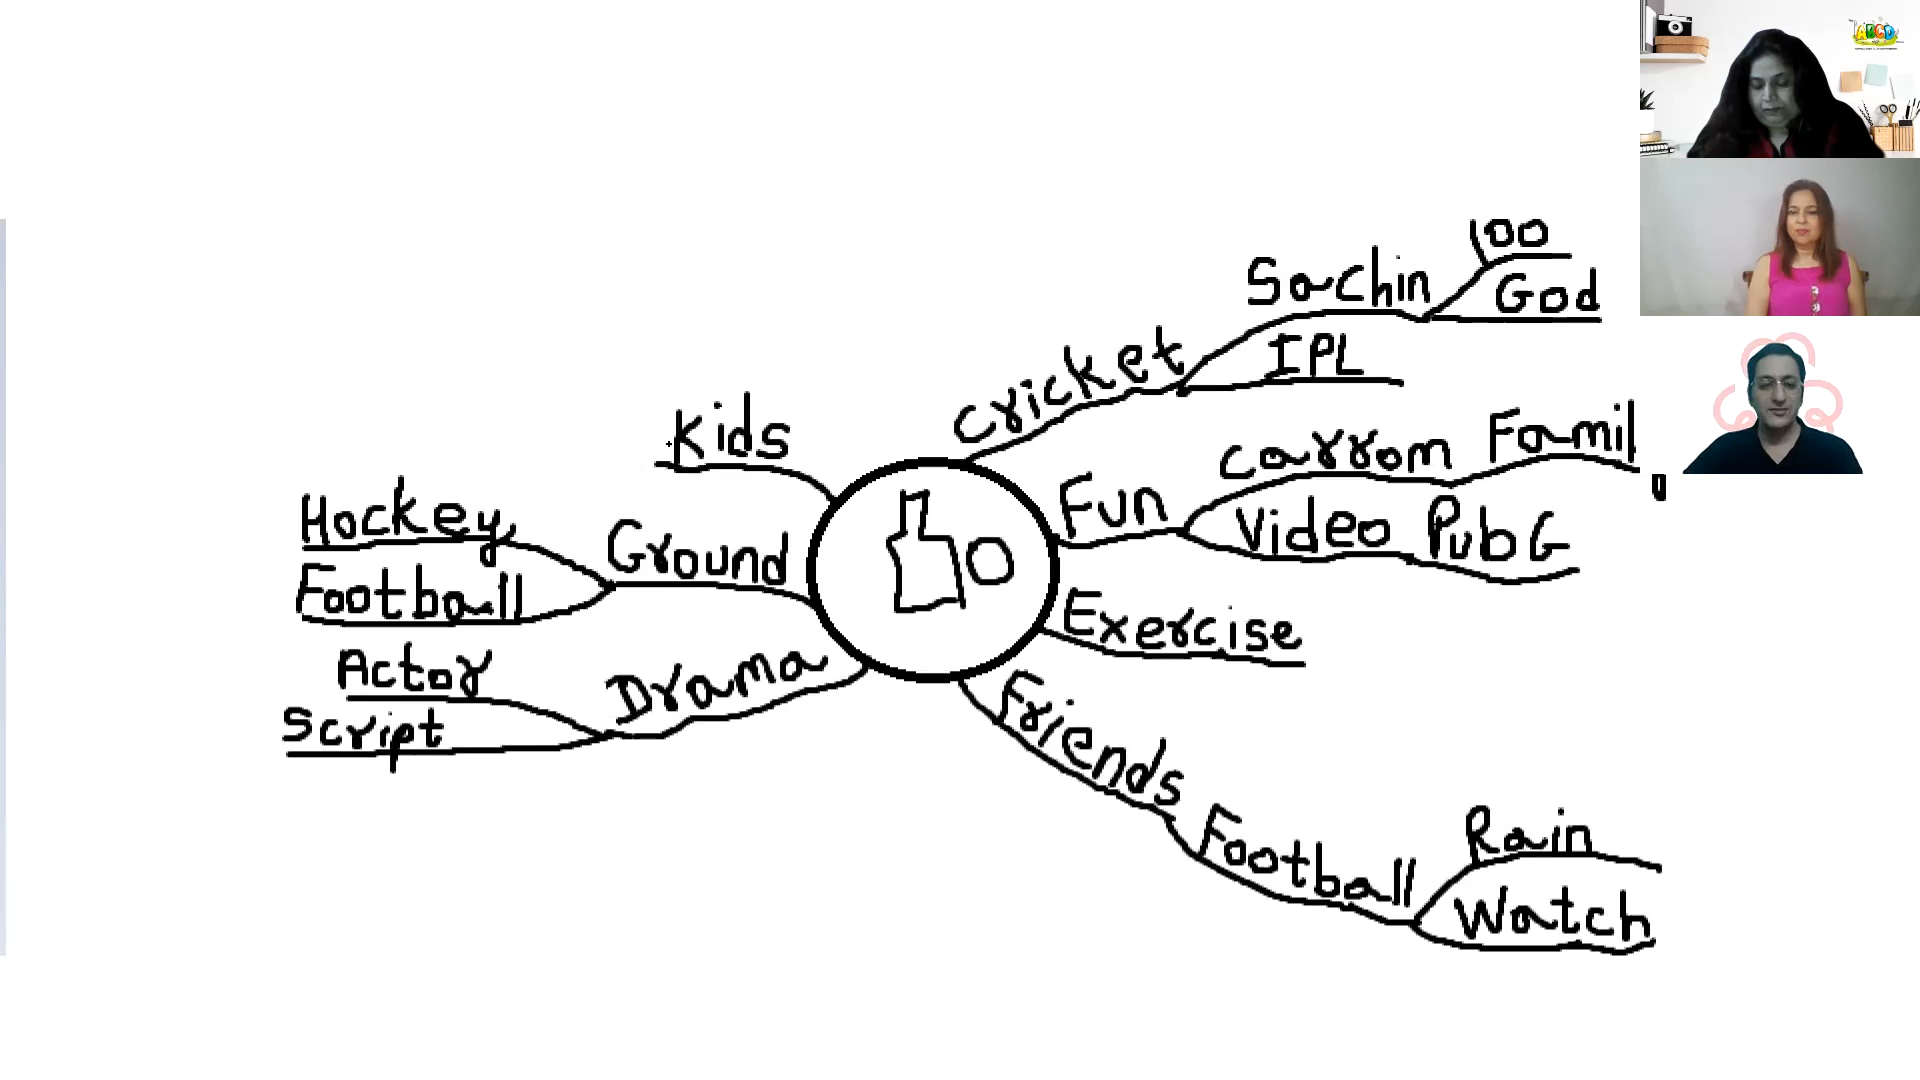 100
Sachin
God
Cricket
IPL
Kids
Carrom
Famil
Fun
Video
PubG
Hockey
Ground
Football
Exercise
Actor
Drama
Script
Friends
Football
Rain
Watch
ABCD